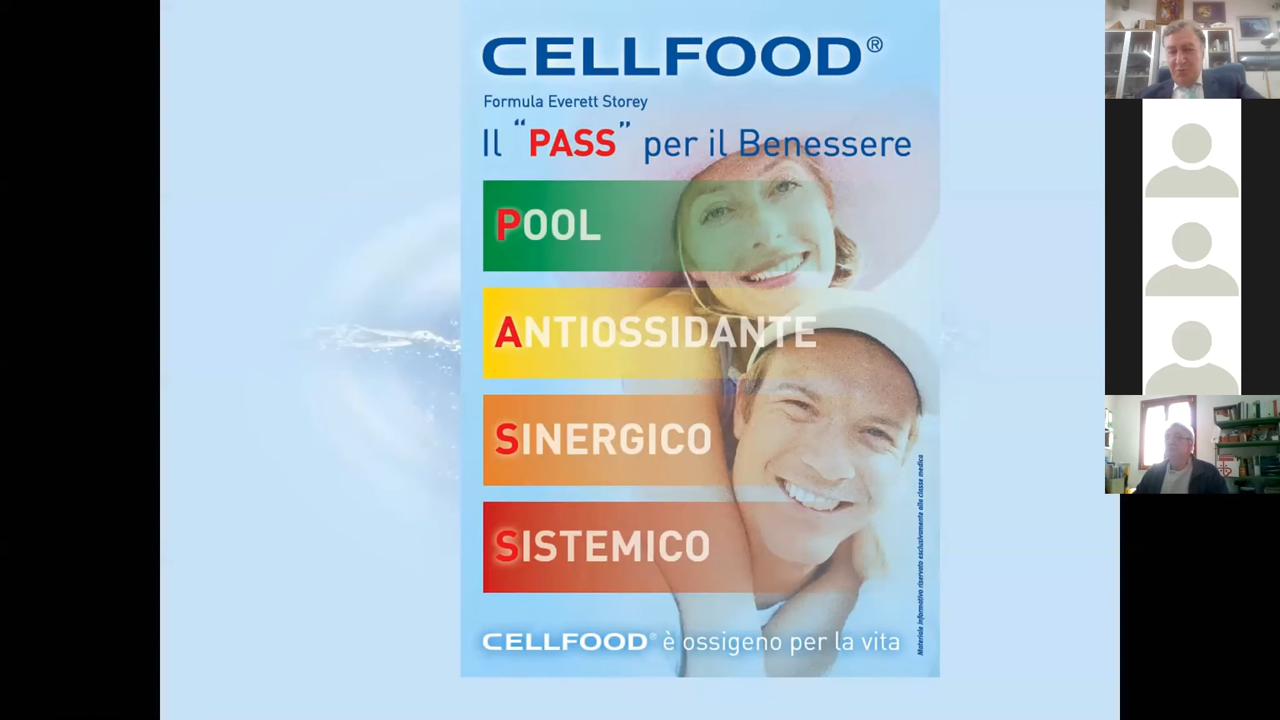 CELLFOOD®
Formula Everett Storey
Il “PASS” per il Benessere
POOL
ANTIOSSIDANTE
SINERGICO
SISTEMICO
CELLFOOD® è ossigeno per la vita
Materiale informativo riservato esclusivamente alla classe medica